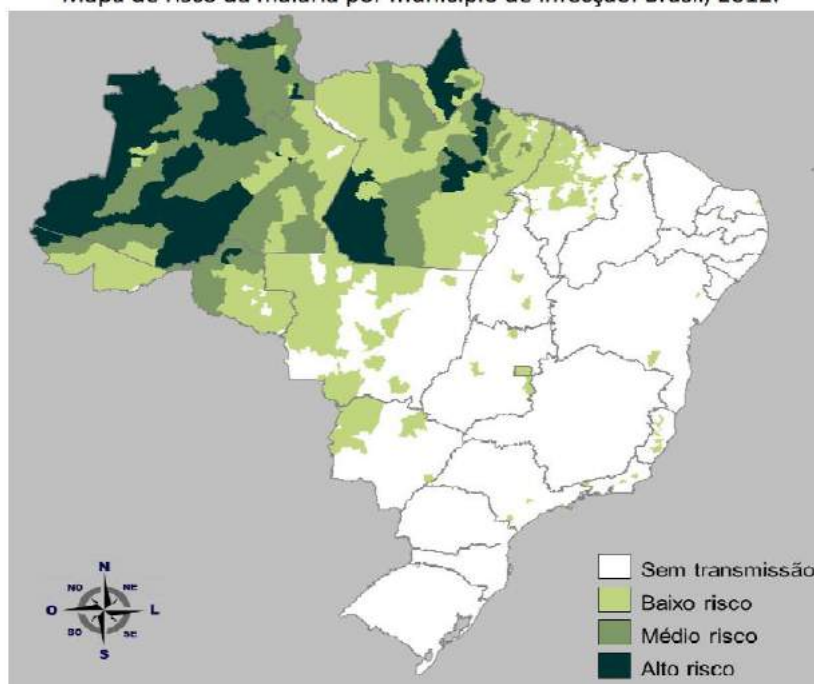 Mapa de risco da malária por município de infecção. Brasil, 2012.
N
NO
NE
O
L
SO
SE
S
Sem transmissão
Baixo risco
Médio risco
Alto risco